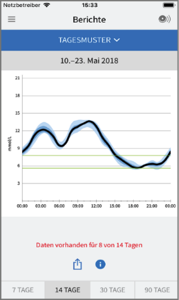 Netzbetreiber 15:33
Berichte
TAGESMUSTER
10.–23. Mai 2018
mmol/L
21
18
15
12
9
6
3
00:00 03:00 06:00 09:00 12:00 15:00 18:00 21:00 00:00
Daten vorhanden für 8 von 14 Tagen
7 TAGE 14 TAGE 30 TAGE 90 TAGE